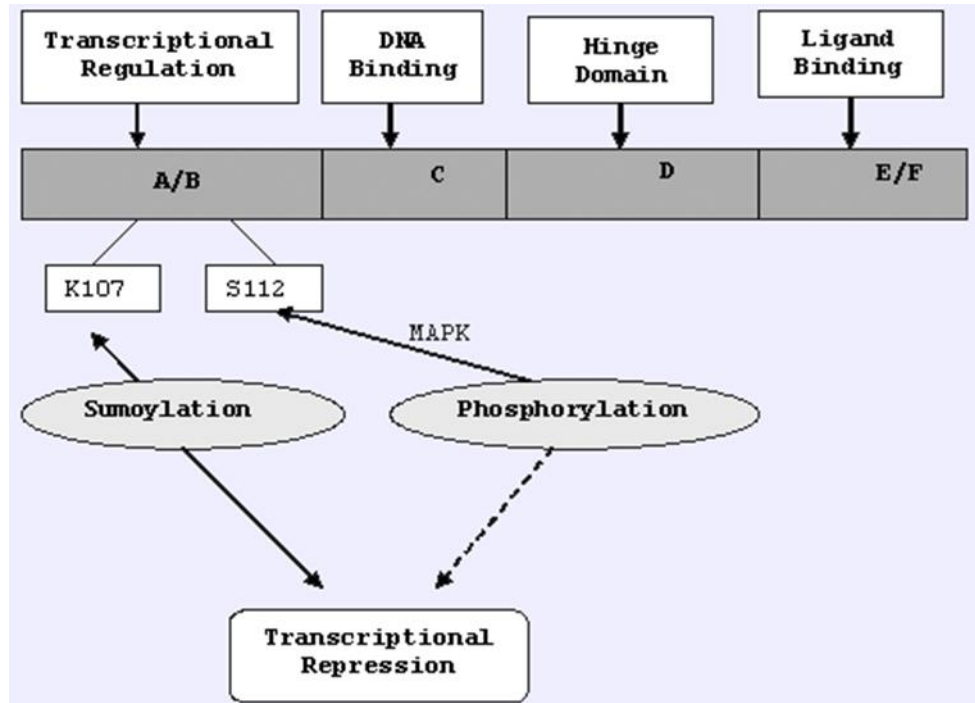 Transcriptional
Regulation
DNA
Binding
Hinge
Domain
Ligand
Binding
A/B
C
D
E/F
K107
S112
MAPK
Sumoylation
Phosphorylation
Transcriptional
Repression